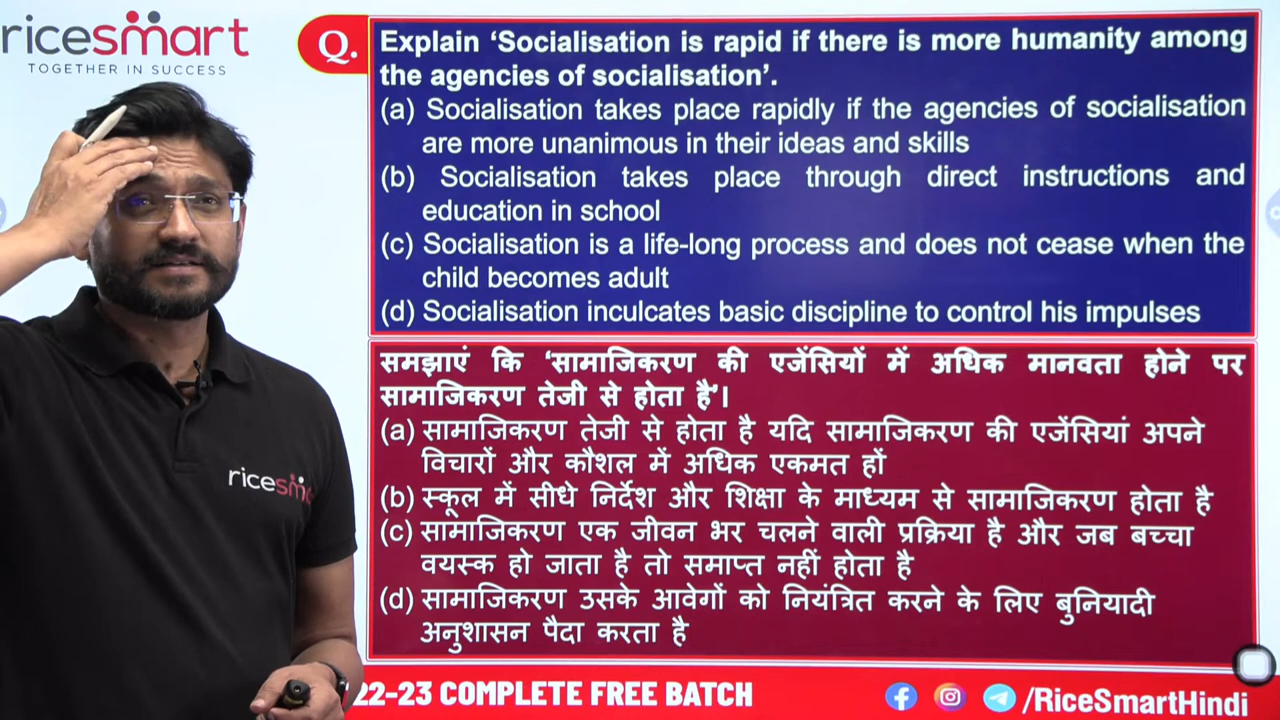 ricesmart
TOGETHER IN SUCCESS
Q.
Explain ‘Socialisation is rapid if there is more humanity among
the agencies of socialisation’.
(a) Socialisation takes place rapidly if the agencies of socialisation
are more unanimous in their ideas and skills
(b) Socialisation takes place through direct instructions and
education in school
(c) Socialisation is a life-long process and does not cease when the
child becomes adult
(d) Socialisation inculcates basic discipline to control his impulses
समझाएं कि ‘सामाजिकरण की एजेंसियों में अधिक मानवता होने पर
सामाजिकरण तेजी से होता है’।
(a) सामाजिकरण तेजी से होता है यदि सामाजिकरण की एजेंसियां अपने
विचारों और कौशल में अधिक एकमत हों
(b) स्कूल में सीधे निर्देश और शिक्षा के माध्यम से सामाजिकरण होता है
(c) सामाजिकरण एक जीवन भर चलने वाली प्रक्रिया है और जब बच्चा
वयस्क हो जाता है तो समाप्त नहीं होता है
(d) सामाजिकरण उसके आवेगों को नियंत्रित करने के लिए बुनियादी
अनुशासन पैदा करता है
ricesm
22-23 COMPLETE FREE BATCH
/RiceSmartHindi